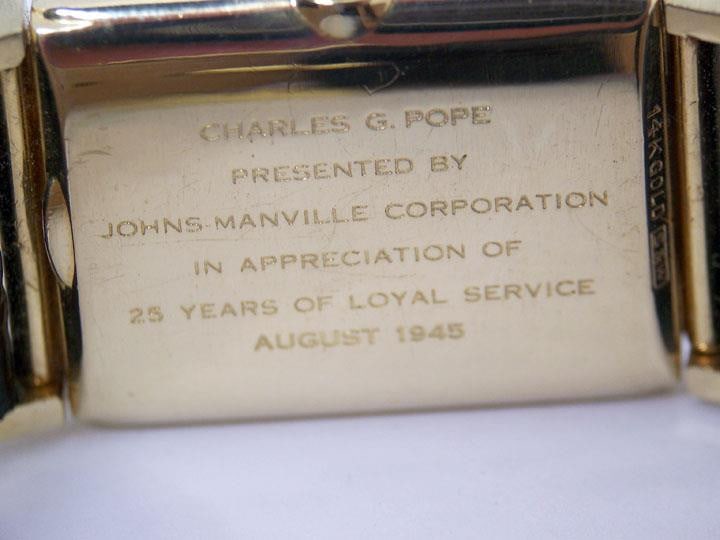 CHARLES G. POPE
PRESENTED BY
JOHNS-MANVILLE CORPORATION
IN APPRECIATION OF
25 YEARS OF LOYAL SERVICE
AUGUST 1945
14K GOLD